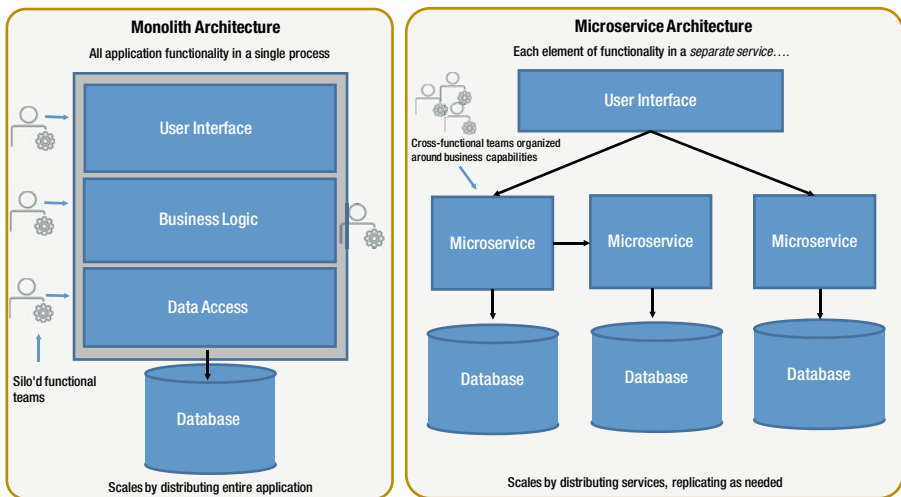 Monolith Architecture
All application functionality in a single process
User Interface
Business Logic
Data Access
Silo'd functional
teams
Database
Scales by distributing entire application
Microservice Architecture
Each element of functionality in a separate service….
User Interface
Cross-functional teams organized
around business capabilities
Microservice
Microservice
Microservice
Database
Database
Database
Scales by distributing services, replicating as needed